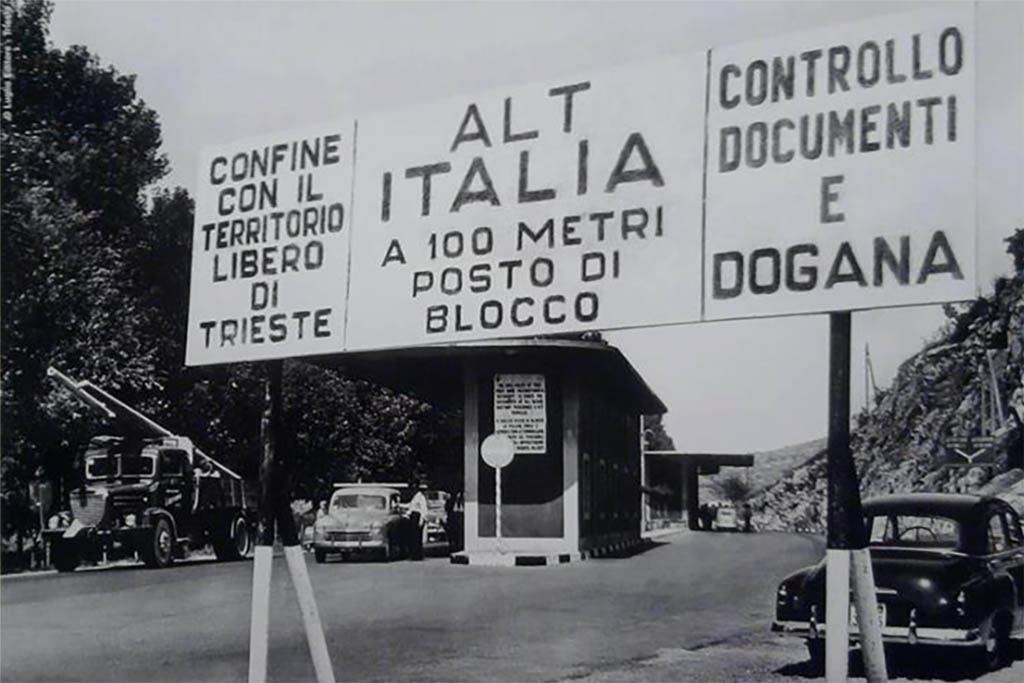 CONFINE
CON IL
TERRITORIO
LIBERO
DI
TRIESTE
ALT
ITALIA
A 100 METRI
POSTO DI
BLOCCO
CONTROLLO
DOCUMENTI
E
DOGANA